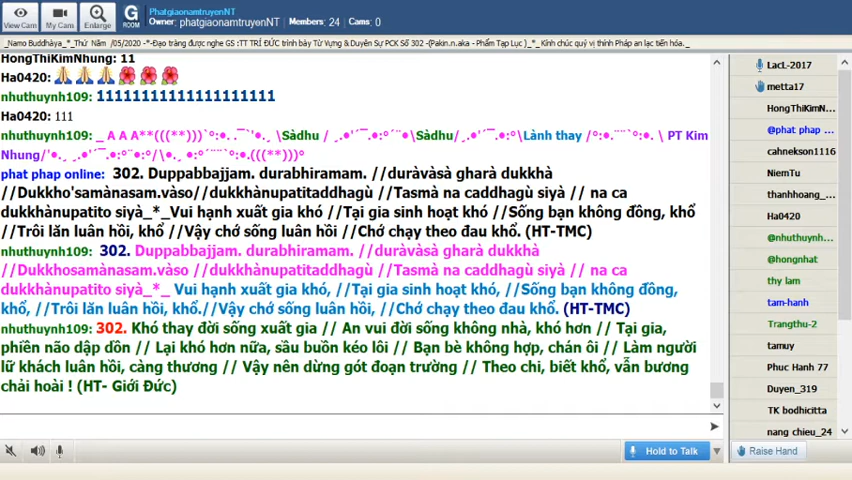 View Cam
My Cam
Enlarge
G
ROOM
PhatgiaonamtruyenNT
Owner: phatgiaonamtruyenNT Members: 24 Cams: 0
_Namo Buddhàya_*_Thứ Năm /05/2020 -*-Đạo tràng được nghe GS :TT TRÍ ĐỨC trình bày Từ Vựng & Duyên Sự PCK Số 302 -(Pakin.n.aka - Phẩm Tạp Lục )_*_ Kính chúc quý vị thính Pháp an lạc tiến hóa._
HongThiKimNhung: 11
Ha0420:
nhuthuynh109: 11111111111111111111111
Ha0420: 111
nhuthuynh109: _ A A A**(((**)))
Sàdhu
Sàdhu
Lành thay
PT Kim
Nhung
phat phap online: 302. Duppabbajjam. durabhiramam. //duràvàsà gharà dukkhà
//Dukkho'samànasam.vàso//dukkhànupatitaddhagù //Tasmà na caddhagù siyà // na ca
dukkhànupatito siyà_*_Vui hạnh xuất gia khó //Tại gia sinh hoạt khó //Sống bạn không đông, khổ
//Trôi lăn luân hồi, khổ //Vậy chớ sống luân hồi //Chớ chạy theo đau khổ. (HT-TMC)
nhuthuynh109: 302. Duppabbajjam. durabhiramam. //duràvàsà gharà dukkhà
//Dukkhosamànasam.vàso //dukkhànupatitaddhagù //Tasmà na caddhagù siyà // na ca
dukkhànupatito siyà_*_ Vui hạnh xuất gia khó, //Tại gia sinh hoạt khó, //Sống bạn không đông,
khổ, //Trôi lăn luân hồi, khổ.//Vậy chớ sống luân hồi, //Chớ chạy theo đau khổ. (HT-TMC)
nhuthuynh109: 302. Khó thay đời sống xuất gia // An vui đời sống không nhà, khó hơn // Tại gia,
phiền não dập dồn // Lại khó hơn nữa, sầu buồn kéo lôi // Bạn bè không hợp, chán ôi // Làm người
lữ khách luân hồi, càng thương // Vậy nên dừng gót đoạn trường // Theo chi, biết khổ, vẫn bương
chải hoài ! (HT- Giới Đức)
Hold to Talk
LacL-2017
metta17
HongThiKimN...
@phat phap ...
cahnekson1116
NiemTu
thanhhoang_...
Ha0420
@nhuthuynh...
@hongnhat
thy lam
tam-hanh
Trangthu-2
tamuy
Phuc Hanh 77
Duyen_319
TK bodhicitta
nang chieu_24
Raise Hand